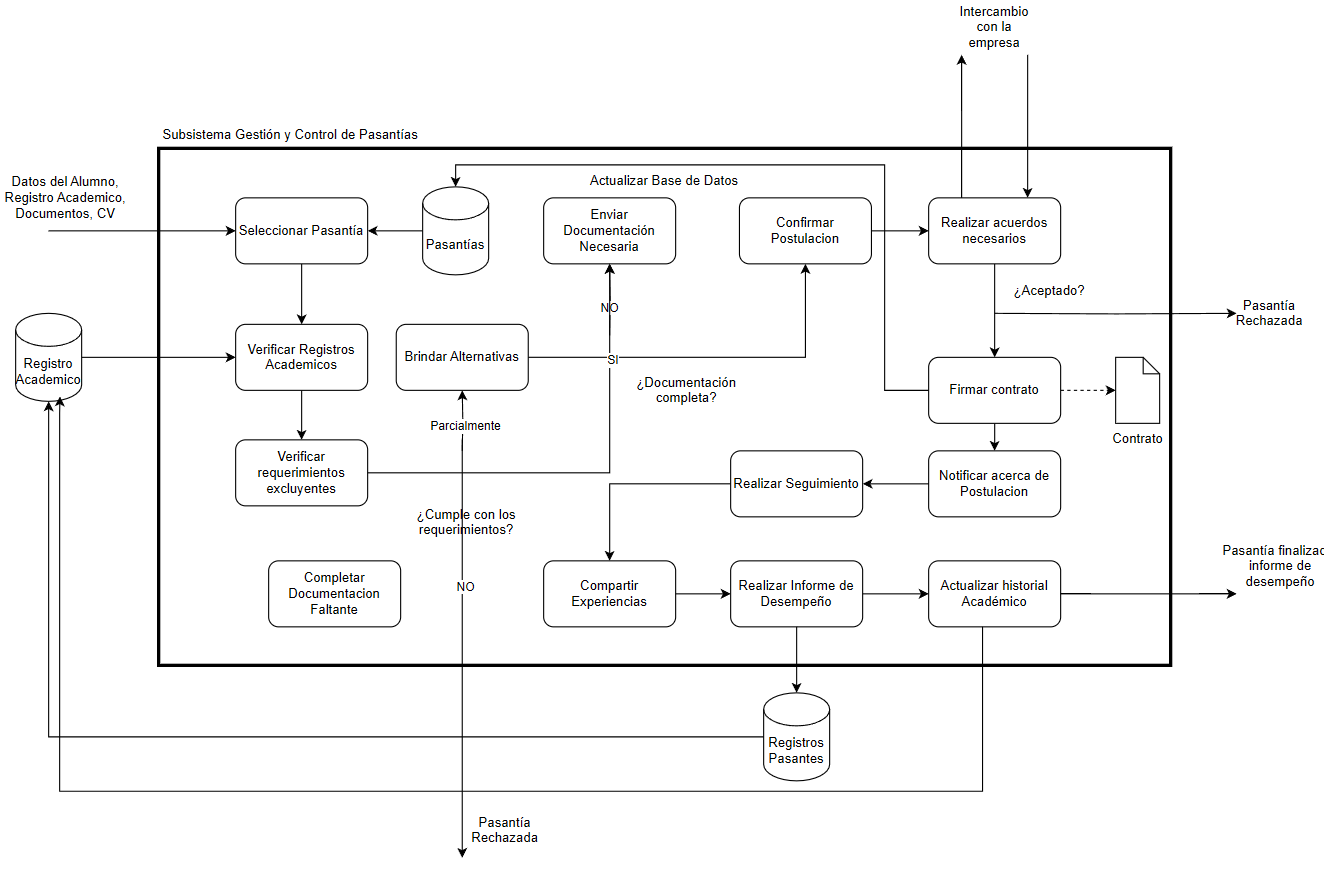 Intercambio
con la
empresa
Subsistema Gestión y Control de Pasantías
Datos del Alumno,
Registro Academico,
Documentos, CV
Actualizar Base de Datos
Seleccionar Pasantía
Pasantías
Enviar
Documentación
Necesaria
Confirmar
Postulacion
Realizar acuerdos
necesarios
¿Aceptado?
NO
Pasantía
Rechazada
Registro
Academico
Verificar Registros
Academicos
Brindar Alternativas
SI
¿Documentación
completa?
Firmar contrato
Contrato
Parcialmente
Verificar
requerimientos
excluyentes
Realizar Seguimiento
Notificar acerca de
Postulacion
¿Cumple con los
requerimientos?
NO
Completar
Documentacion
Faltante
Compartir
Experiencias
Realizar Informe de
Desempeño
Actualizar historial
Académico
Pasantía finalizad
informe de
desempeño
Registros
Pasantes
Pasantía
Rechazada